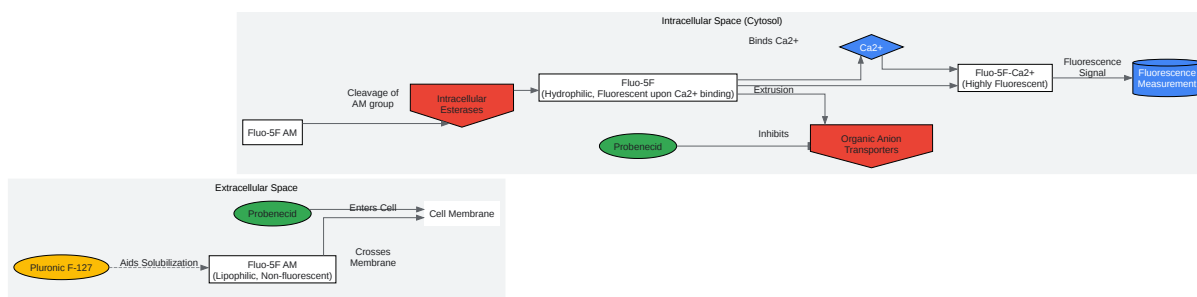 Intracellular Space (Cytosol)
Binds Ca2+
Ca2+
Fluo-5F
(Hydrophilic, Fluorescent upon Ca2+ binding)
Fluo-5F-Ca2+
(Highly Fluorescent)
Fluorescence
Signal
Fluorescence
Measurement
Cleavage of
AM group
Intracellular
Esterases
Extrusion
Fluo-5F AM
Probenecid
Inhibits
Organic Anion
Transporters
Extracellular Space
Probenecid
Enters Cell
Cell Membrane
Crosses
Membrane
Pluronic F-127
Aids Solubilization
Fluo-5F AM
(Lipophilic, Non-fluorescent)